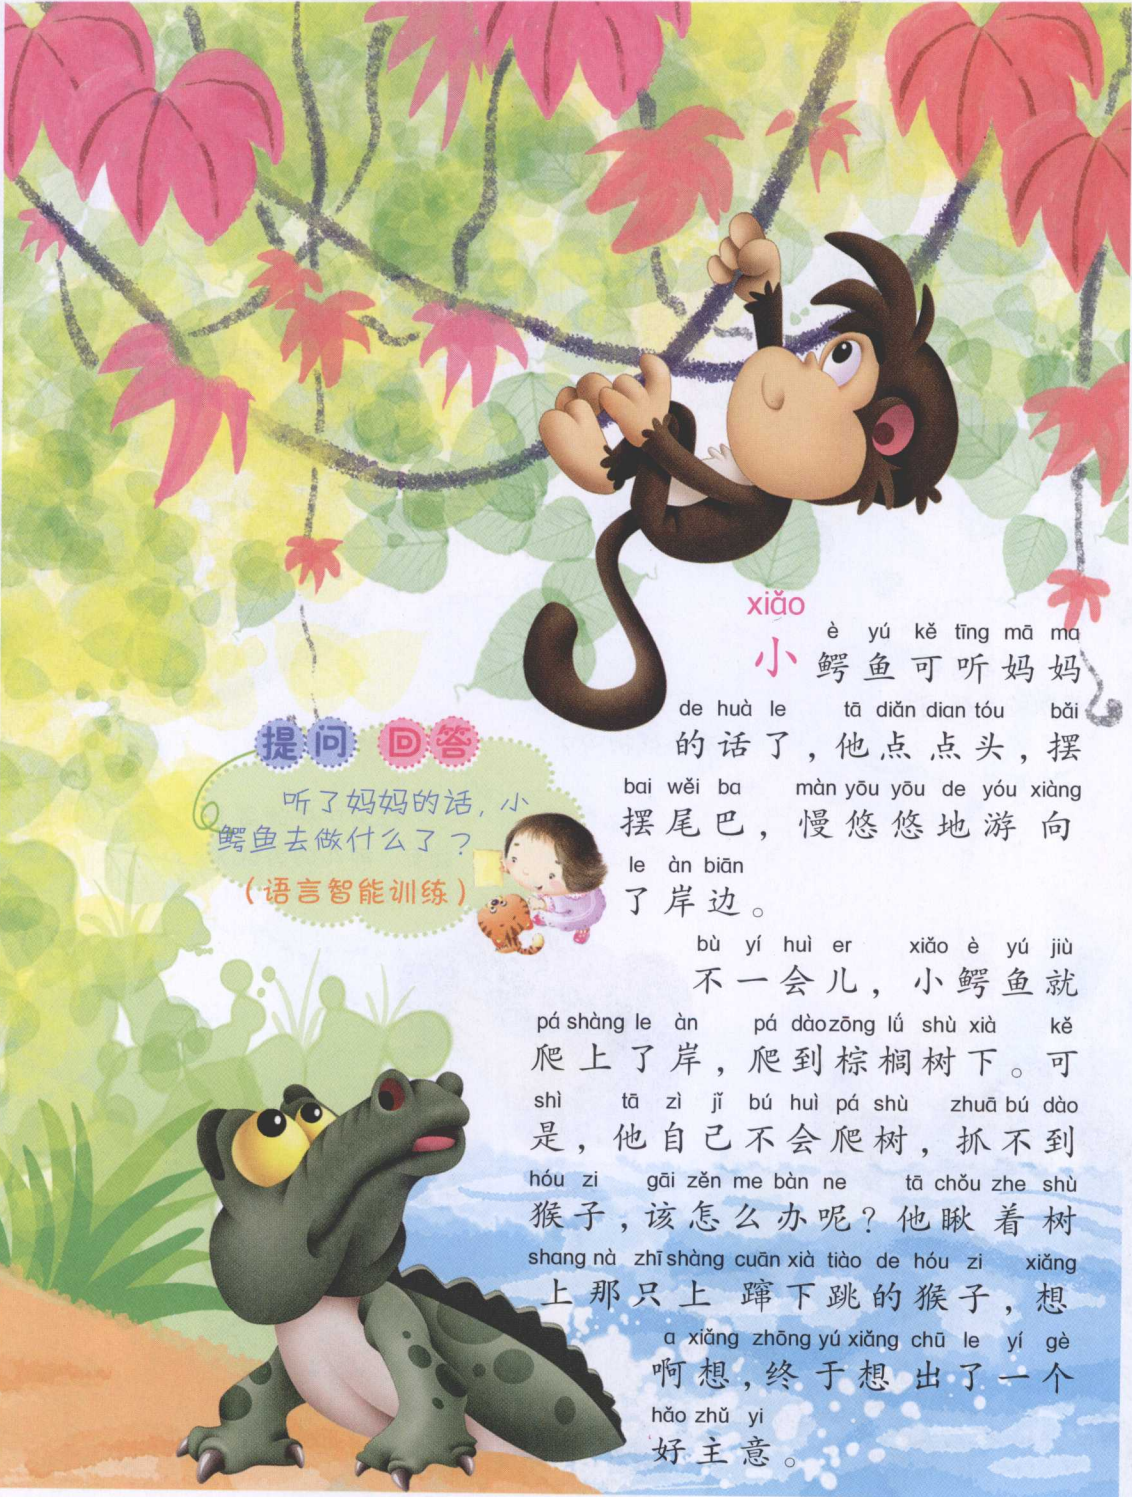 xiǎo
è yú kě tīng mā ma
小鳄鱼可听妈妈
de huà le tā diǎn dian tóu bǎi
的话了，他点点头，摆
bai wěi ba màn yōu yōu de yóu xiàng
摆尾巴，慢悠悠地游向
le àn biān
了岸边。
提问 回答
听了妈妈的话，小
鳄鱼去做什么了？
（语言智能训练）
bù yí huì er xiǎo è yú jiù
不一会儿，小鳄鱼就
pá shàng le àn pá dào zōng lǘ shù xià kě
爬上了岸，爬到棕榈树下。可
shì tā zì jǐ bú huì pá shù zhuā bú dào
是，他自己不会爬树，抓不到
hóu zi gāi zěn me bàn ne tā chǒu zhe shù
猴子，该怎么办呢？他瞅着树
shang nà zhī shàng cuān xià tiào de hóu zi xiǎng
上那只上蹿下跳的猴子，想
a xiǎng zhōng yú xiǎng chū le yí gè
啊想，终于想出了一个
hǎo zhǔ yi
好主意。